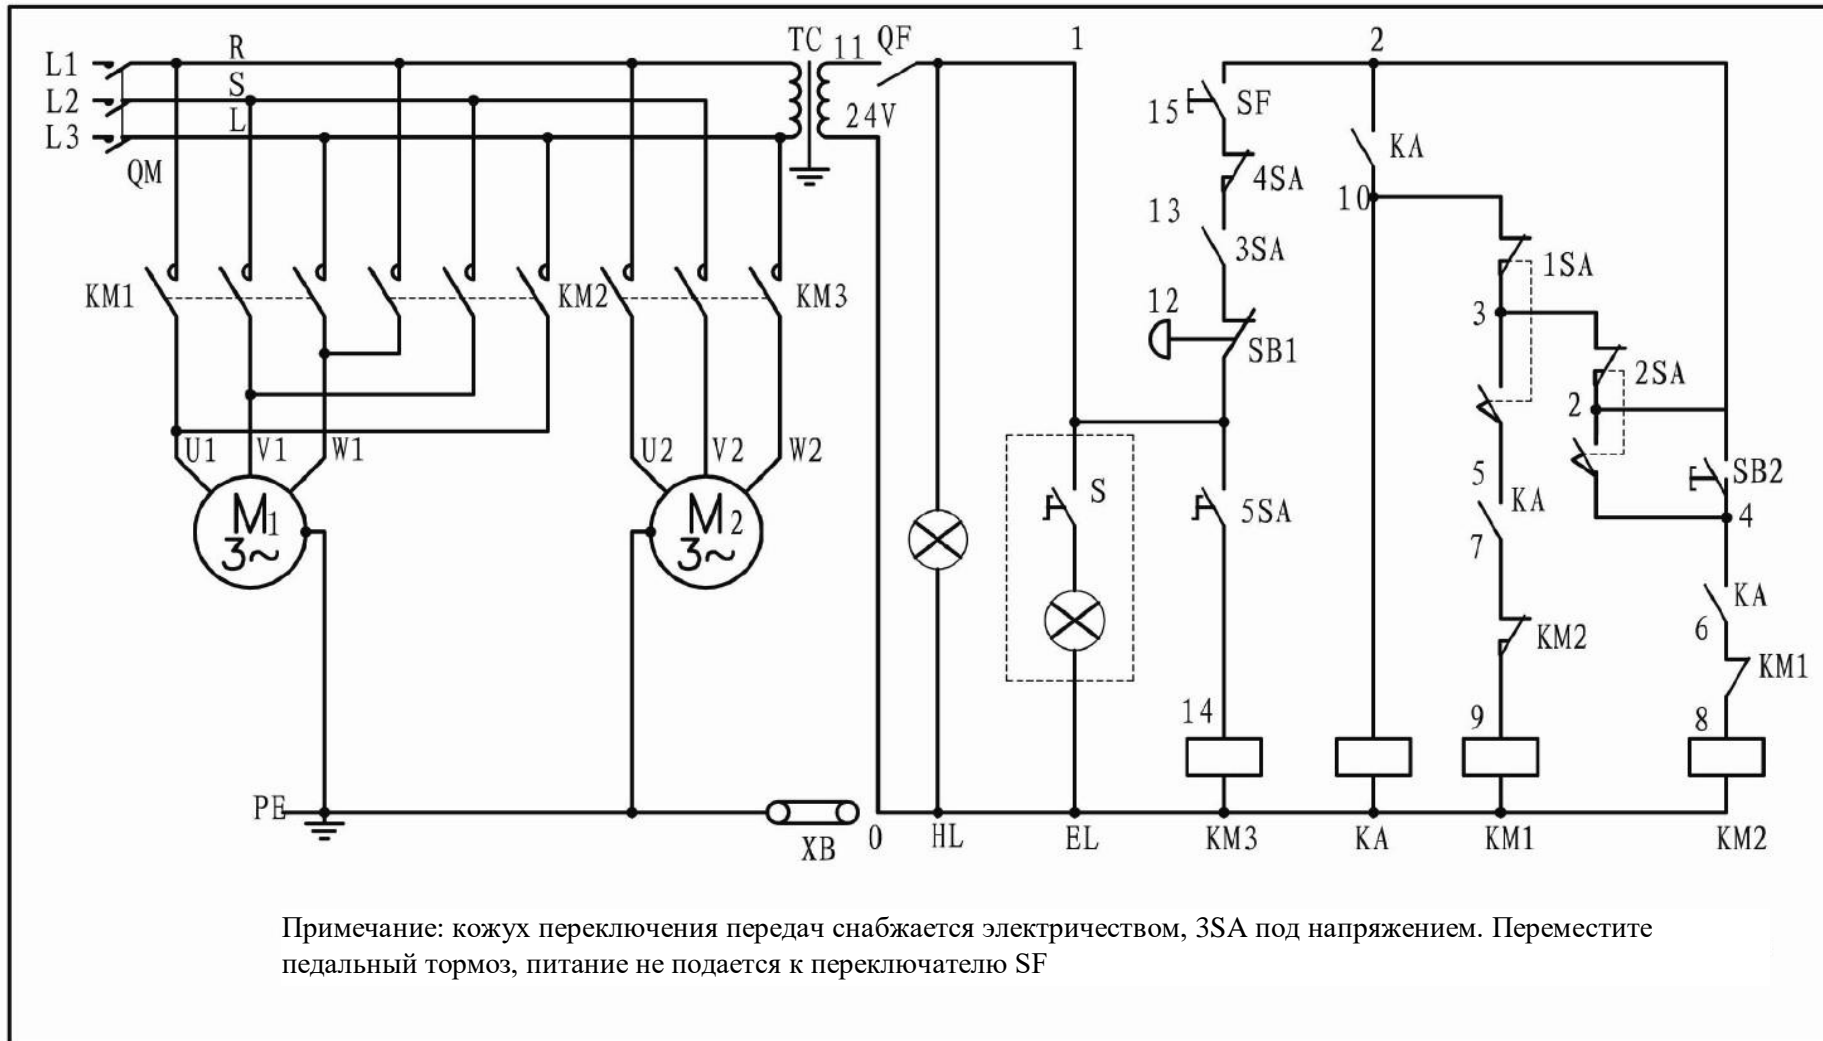 L1
R
TC
11
QF
1
2
L2
S
24V
L3
L
QM
15
SF
KA
4SA
10
13
3SA
1SA
KM1
KM2
KM3
12
SB1
3
2SA
2
U1
V1
W1
U2
V2
W2
5
SB2
S
5SA
KA
4
M1
3~
M2
3~
7
KA
6
KM2
KM1
14
9
8
PE
XB
0
HL
EL
KM3
KA
KM1
KM2
Примечание: кожух переключения передач снабжается электричеством, 3SA под напряжением. Переместите
педальный тормоз, питание не подается к переключателю SF